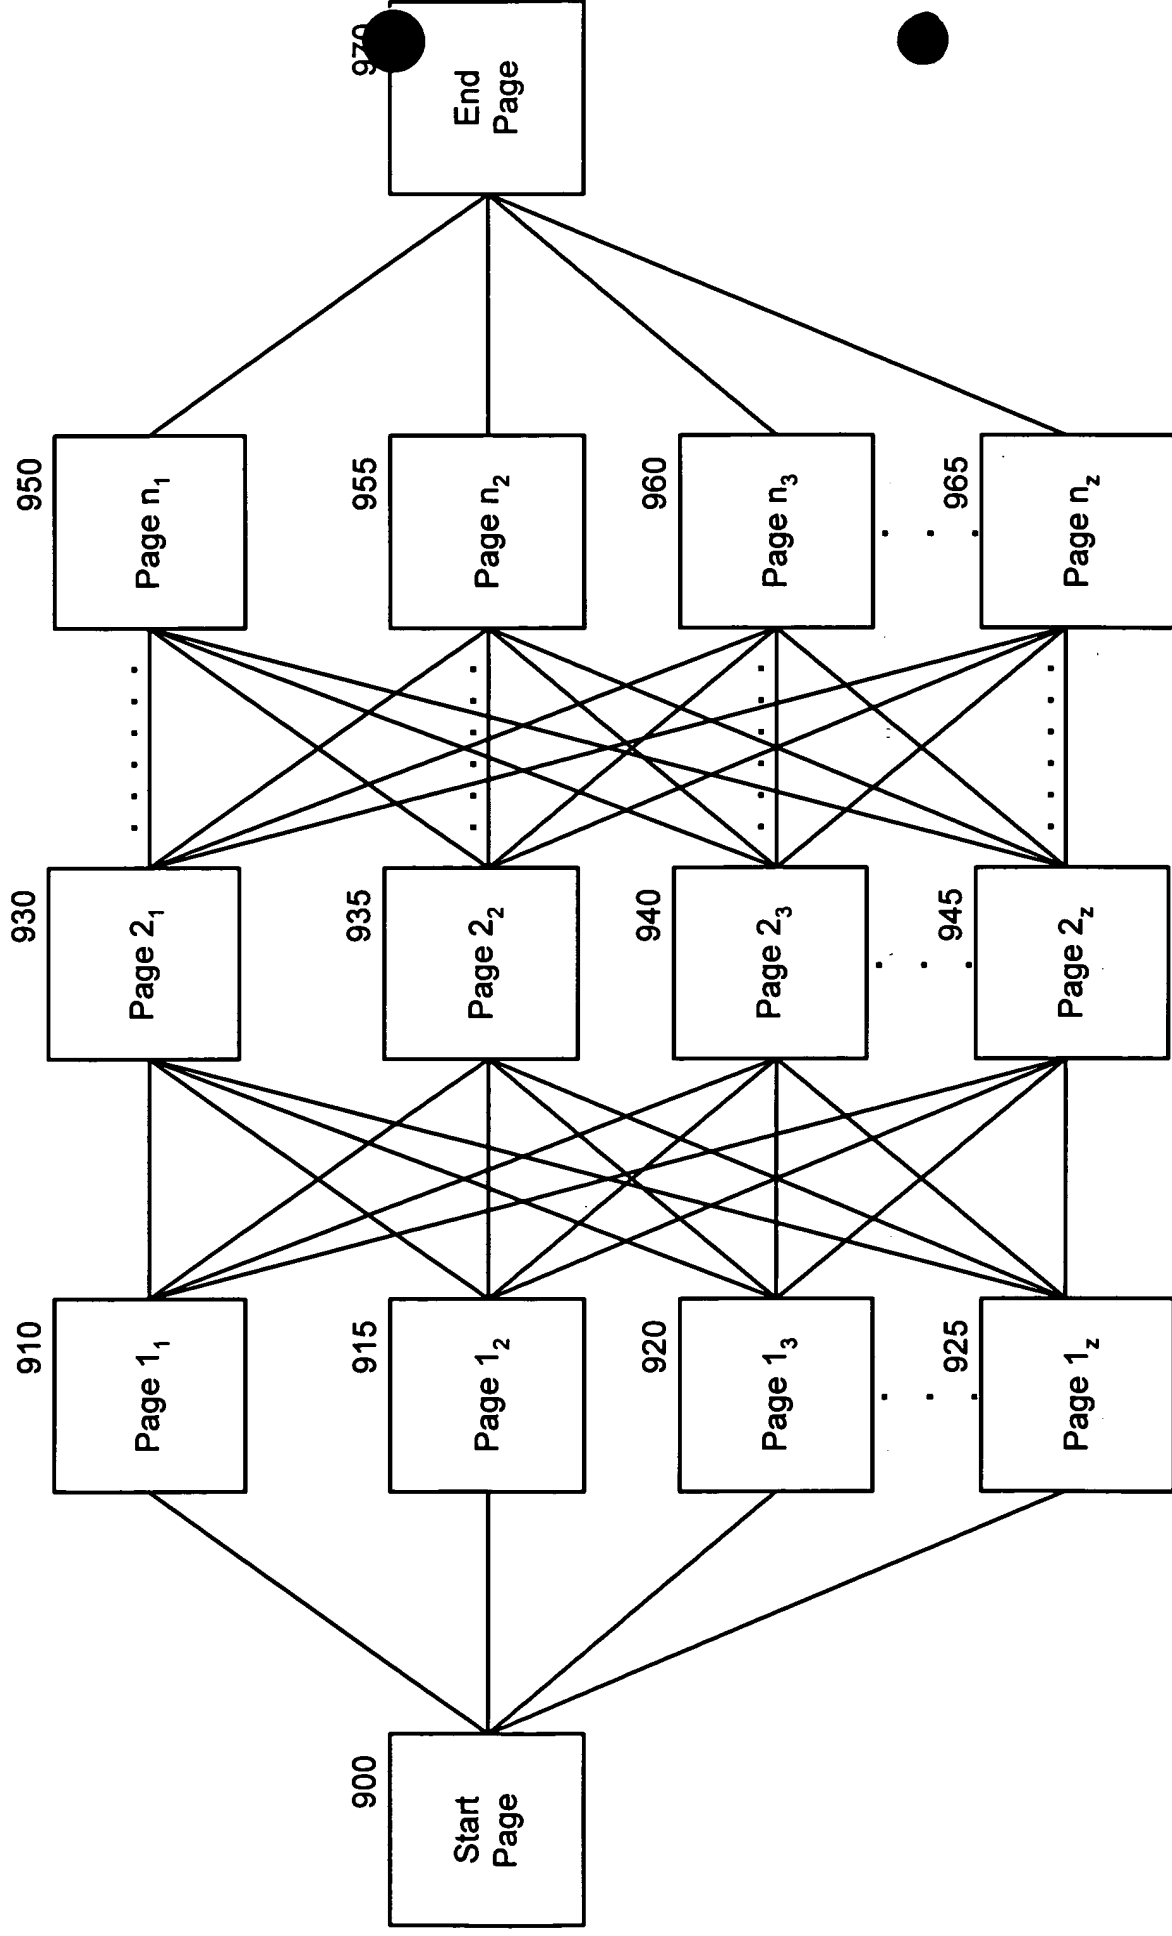 900
Start
Page
910
Page 1₁
915
Page 1₂
920
Page 1₃
925
Page 1z
930
Page 2₁
935
Page 2₂
940
Page 2₃
945
Page 2z
950
Page n₁
955
Page n₂
960
Page n₃
965
Page nz
970
End
Page